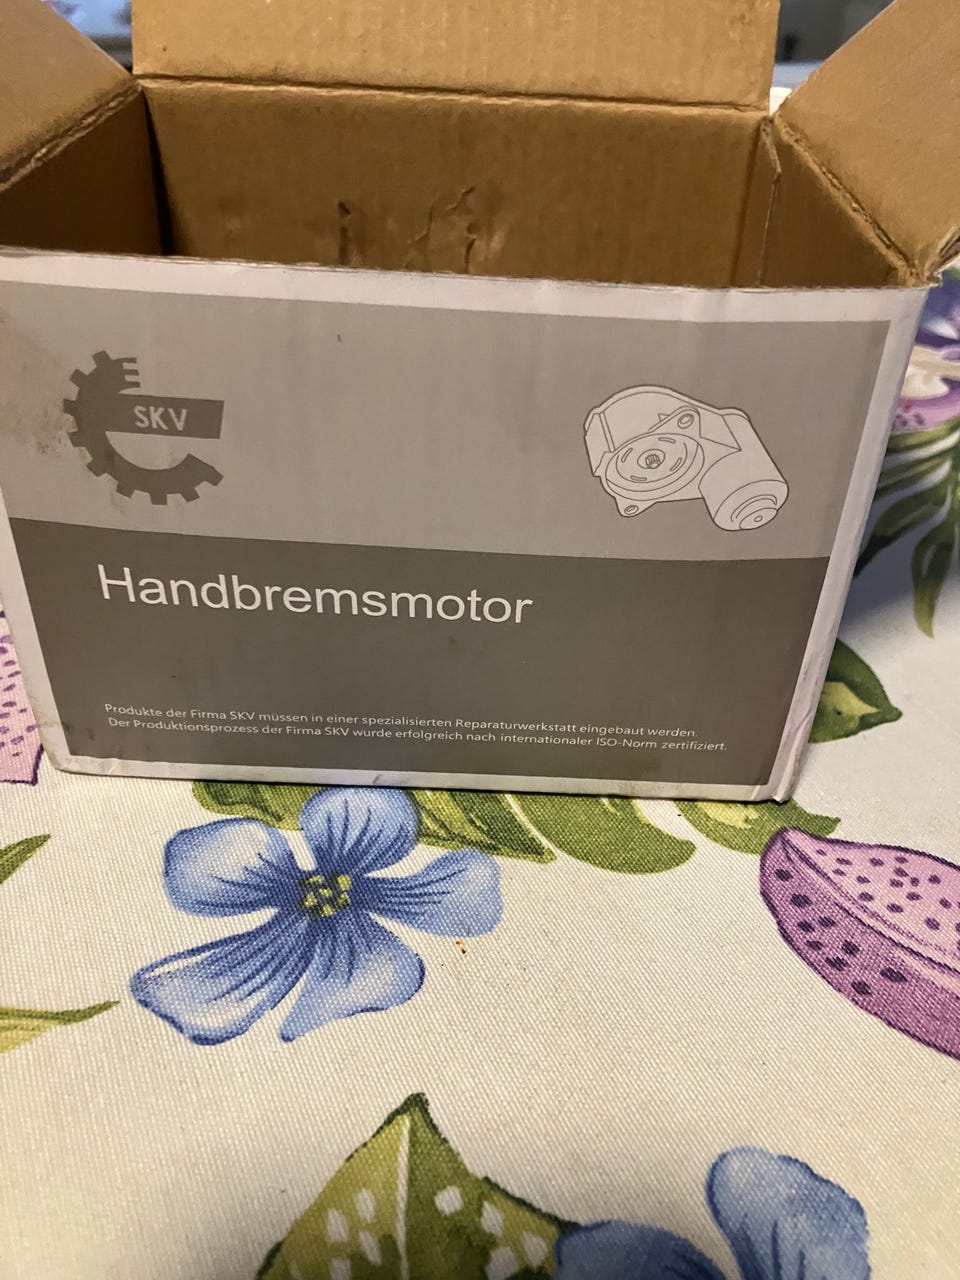 SKV
Handbremsmotor
Produkte der Firma SKV müssen in einer spezialisierten Reparaturwerkstatt eingebaut werden.
Der Produktionsprozess der Firma SKV wurde erfolgreich nach internationaler ISO-Norm zertifiziert.